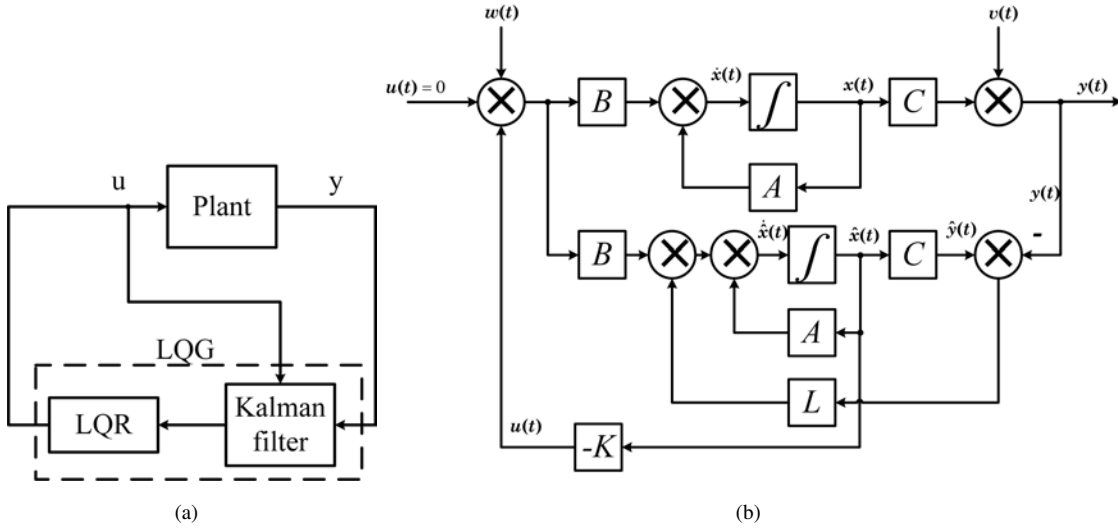 u
y
Plant
LQG
LQR
Kalman
filter
(a)
w(t)
v(t)
u(t) = 0
B
ẋ(t)
∫
x(t)
C
y(t)
A
y(t)
B
x̂̇(t)
∫
x̂(t)
C
ŷ(t)
-
A
L
u(t)
-K
(b)